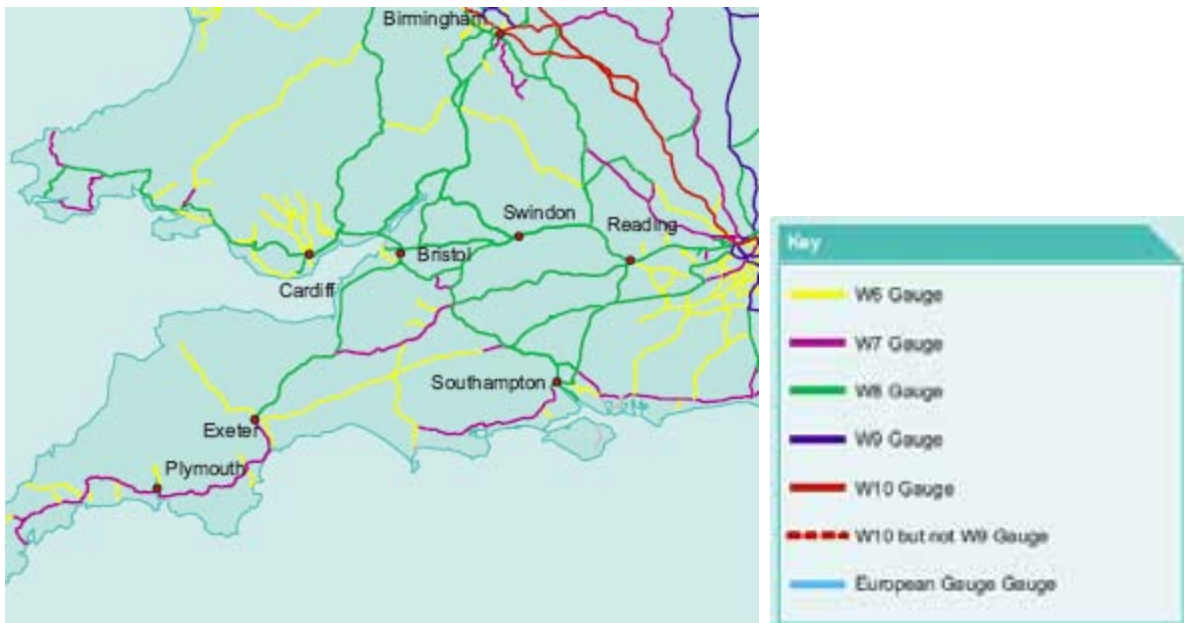 Birmingham
Swindon
Reading
Bristol
Cardiff
Southampton
Exeter
Plymouth
Key
W6 Gauge
W7 Gauge
W8 Gauge
W9 Gauge
W10 Gauge
W10 but not W9 Gauge
European Gauge Gauge